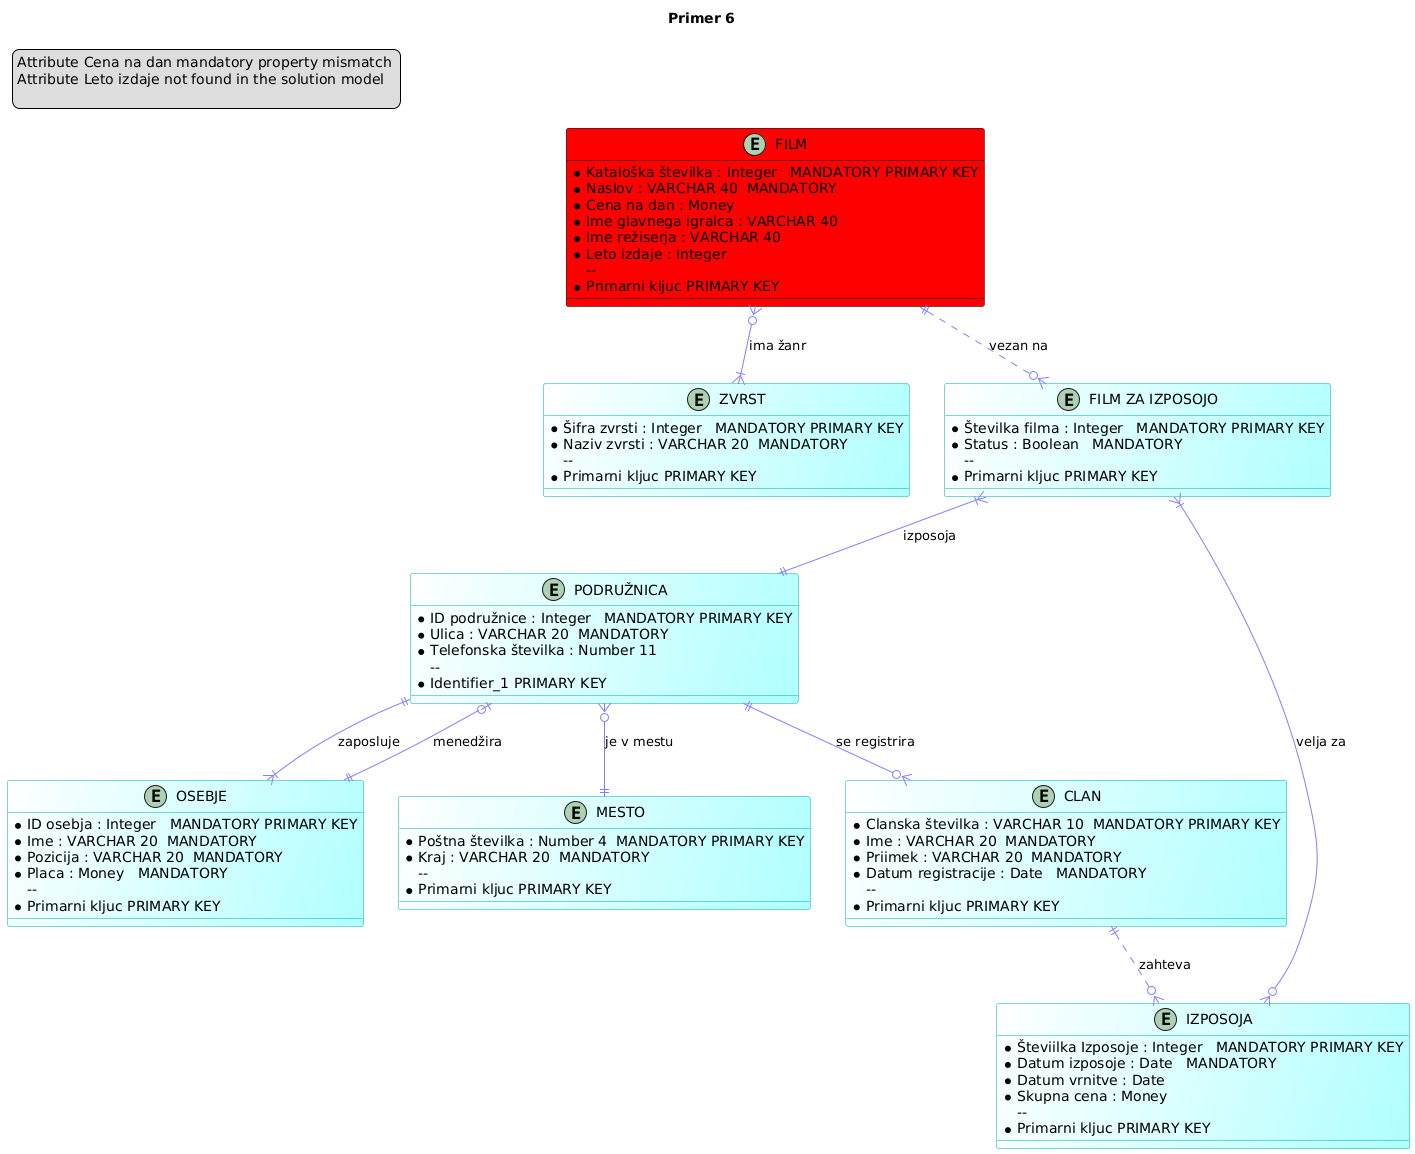 Primer 6
Attribute Cena na dan mandatory property mismatch
Attribute Leto izdaje not found in the solution model
E FILM
Kataloška številka : Integer   MANDATORY PRIMARY KEY
Naslov : VARCHAR 40  MANDATORY
Cena na dan : Money
Ime glavnega igralca : VARCHAR 40
Ime režiserja : VARCHAR 40
Leto izdaje : Integer
--
Primarni kljuc PRIMARY KEY
ima žanr
vezan na
E ZVRST
Šifra zvrsti : Integer   MANDATORY PRIMARY KEY
Naziv zvrsti : VARCHAR 20  MANDATORY
--
Primarni kljuc PRIMARY KEY
E FILM ZA IZPOSOJO
Številka filma : Integer   MANDATORY PRIMARY KEY
Status : Boolean   MANDATORY
--
Primarni kljuc PRIMARY KEY
izposoja
E PODRUŽNICA
ID podružnice : Integer   MANDATORY PRIMARY KEY
Ulica : VARCHAR 20  MANDATORY
Telefonska številka : Number 11
--
Identifier_1 PRIMARY KEY
zaposluje
menedžira
je v mestu
se registrira
velja za
E OSEBJE
ID osebja : Integer   MANDATORY PRIMARY KEY
Ime : VARCHAR 20  MANDATORY
Pozicija : VARCHAR 20  MANDATORY
Placa : Money   MANDATORY
--
Primarni kljuc PRIMARY KEY
E MESTO
Poštna številka : Number 4  MANDATORY PRIMARY KEY
Kraj : VARCHAR 20  MANDATORY
--
Primarni kljuc PRIMARY KEY
E CLAN
Clanska številka : VARCHAR 10  MANDATORY PRIMARY KEY
Ime : VARCHAR 20  MANDATORY
Priimek : VARCHAR 20  MANDATORY
Datum registracije : Date   MANDATORY
--
Primarni kljuc PRIMARY KEY
zahteva
E IZPOSOJA
Števiilka Izposoje : Integer   MANDATORY PRIMARY KEY
Datum izposoje : Date   MANDATORY
Datum vrnitve : Date
Skupna cena : Money
--
Primarni kljuc PRIMARY KEY